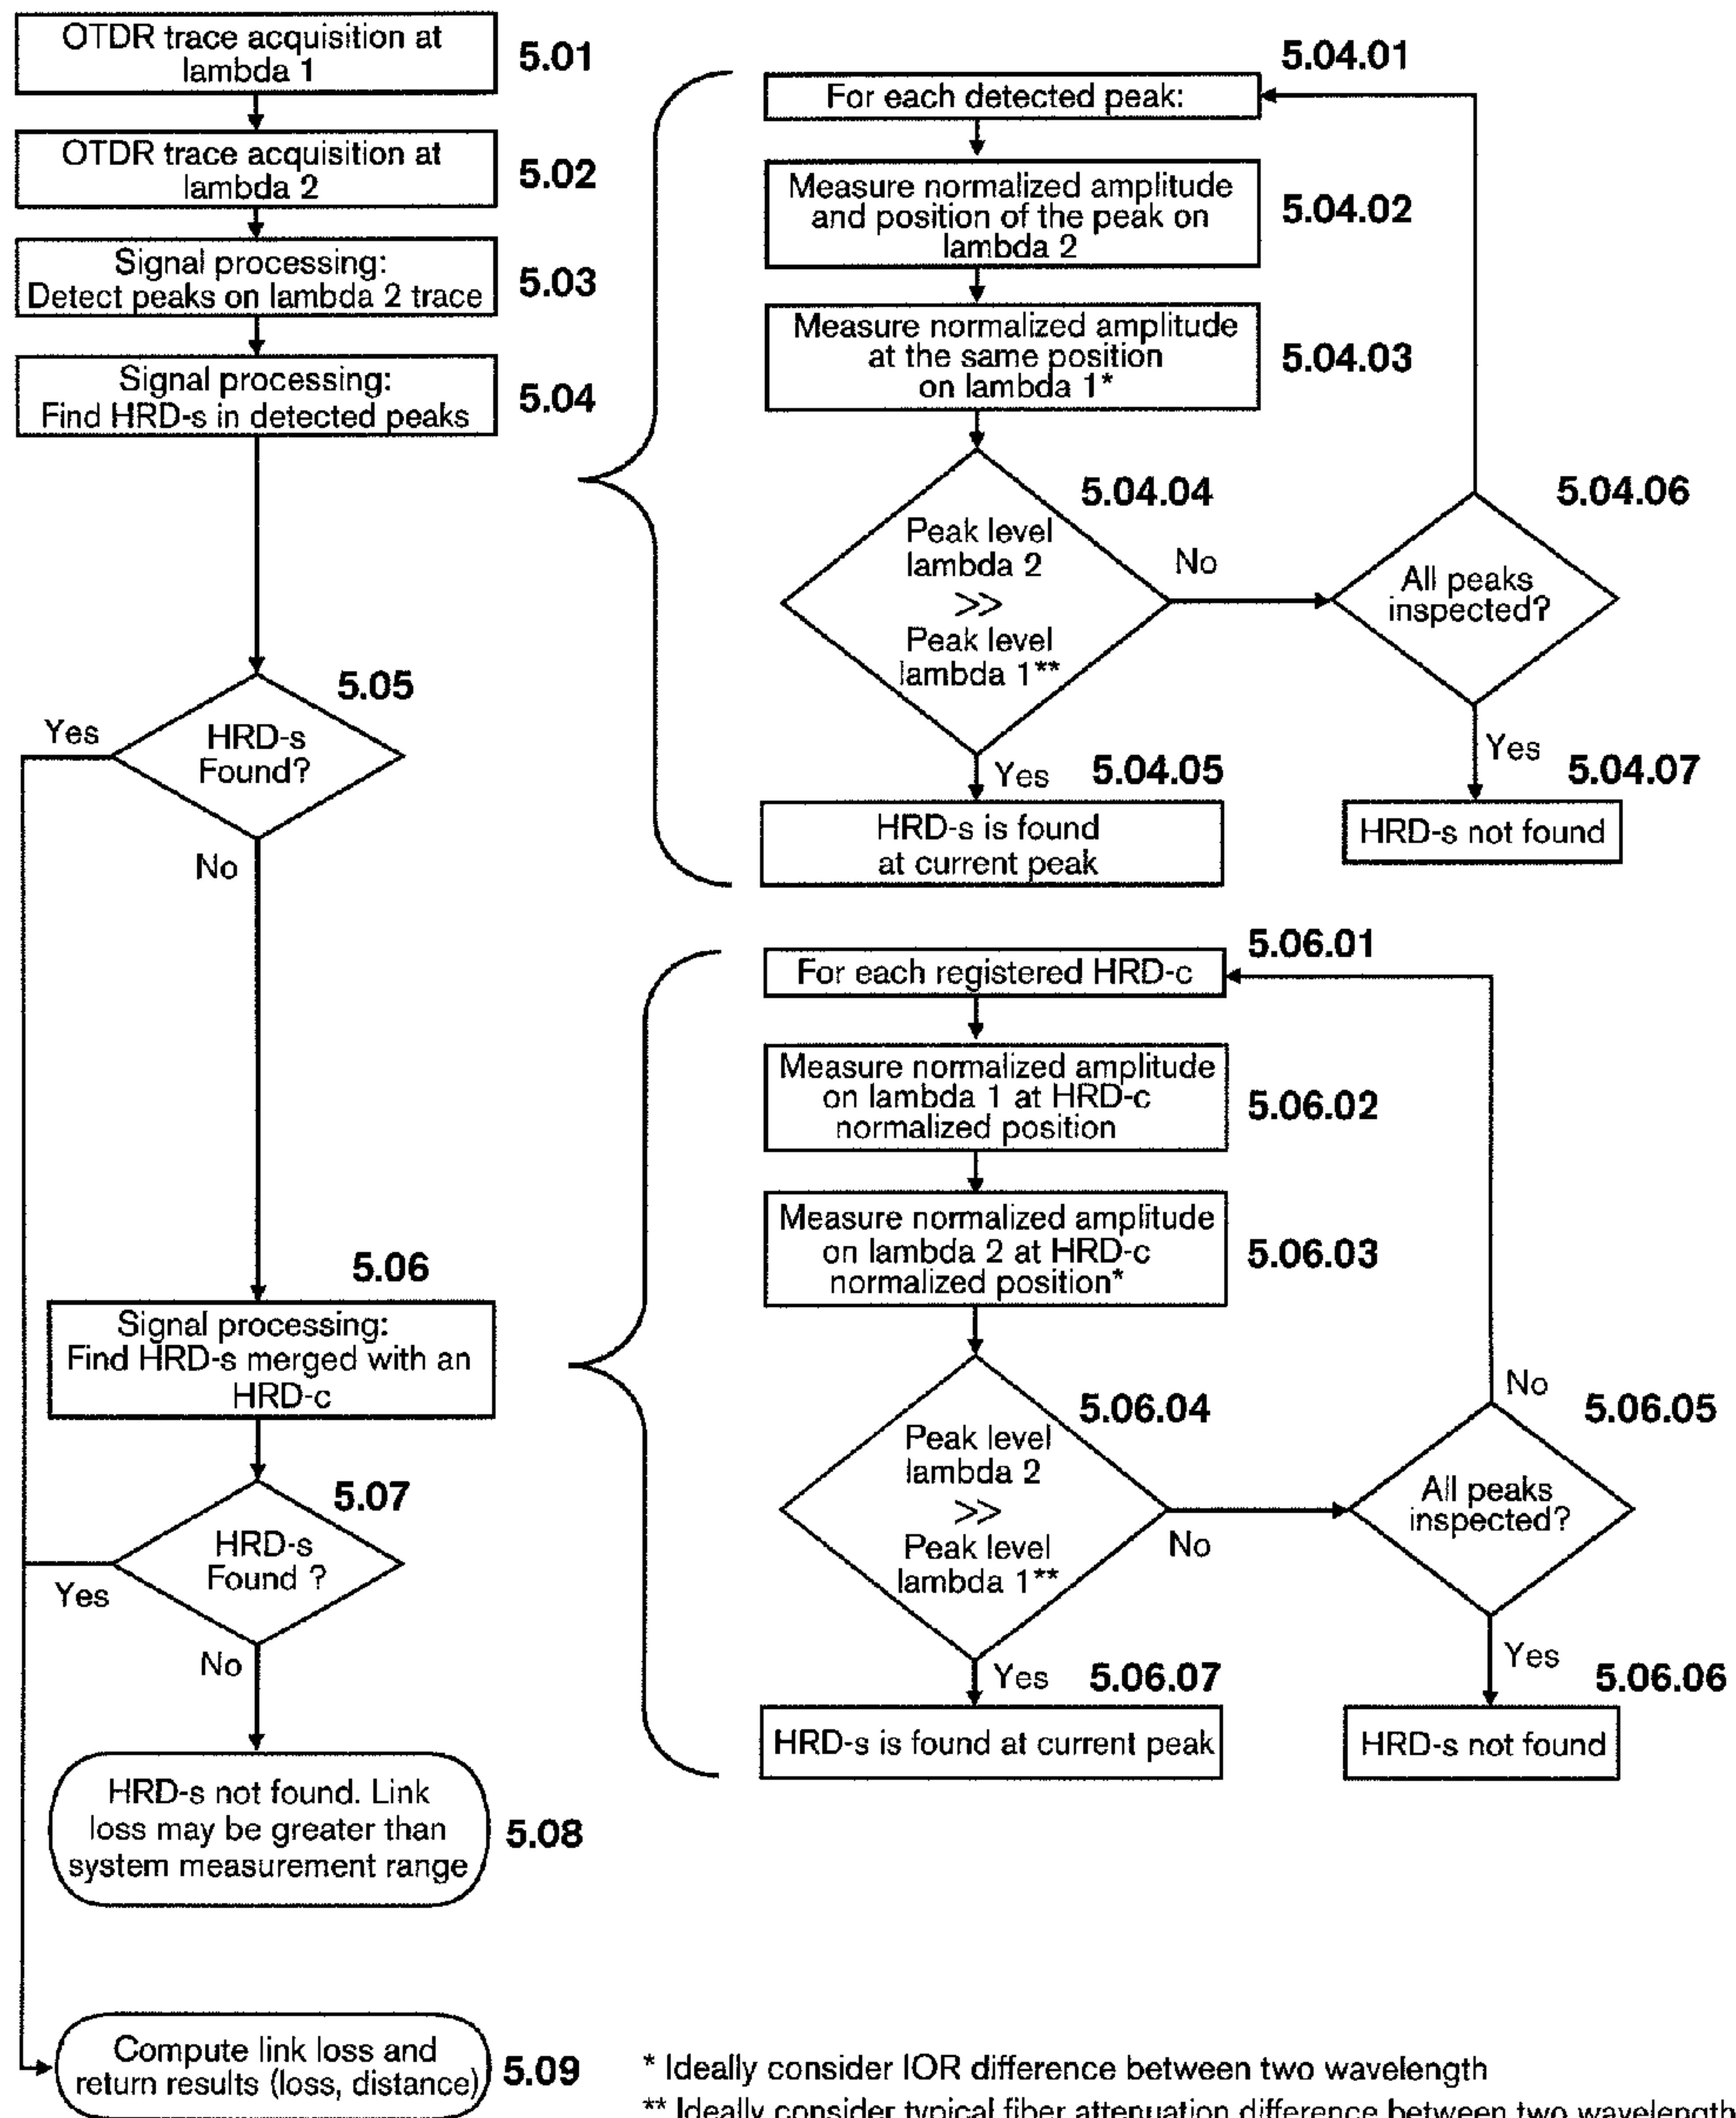 OTDR trace acquisition at
lambda 1
5.01
OTDR trace acquisition at
lambda 2
5.02
Signal processing:
Detect peaks on lambda 2 trace
5.03
Signal processing:
Find HRD-s in detected peaks
5.04
5.05
HRD-s
Found?
Yes
No
5.06
Signal processing:
Find HRD-s merged with an
HRD-c
5.07
HRD-s
Found ?
Yes
No
HRD-s not found. Link
loss may be greater than
system measurement range
5.08
Compute link loss and
return results (loss, distance)
5.09
5.04.01
For each detected peak:
Measure normalized amplitude
and position of the peak on
lambda 2
5.04.02
Measure normalized amplitude
at the same position
on lambda 1*
5.04.03
5.04.04
Peak level
lambda 2
>>
Peak level
lambda 1**
No
5.04.06
All peaks
inspected?
Yes
5.04.05
HRD-s is found
at current peak
Yes
5.04.07
HRD-s not found
5.06.01
For each registered HRD-c
Measure normalized amplitude
on lambda 1 at HRD-c
normalized position
5.06.02
Measure normalized amplitude
on lambda 2 at HRD-c
normalized position*
5.06.03
5.06.04
Peak level
lambda 2
>>
Peak level
lambda 1**
No
No
5.06.05
All peaks
inspected?
Yes
5.06.07
HRD-s is found at current peak
Yes
5.06.06
HRD-s not found
* Ideally consider IOR difference between two wavelength
** Ideally consider typical fiber attenuation difference between two wavelength